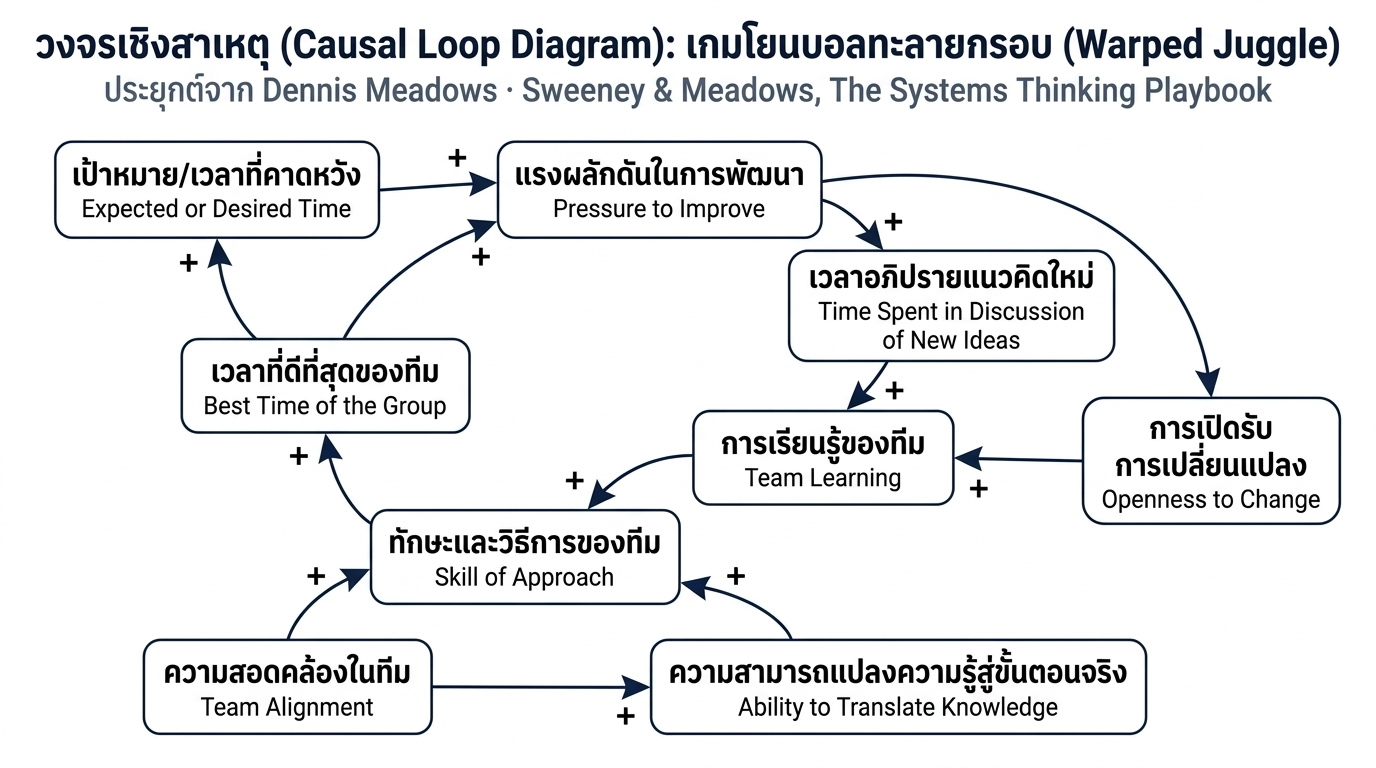 วงจรเชิงสาเหตุ (Causal Loop Diagram): เกมโยนบอลทะลายกรอบ (Warped Juggle)
ประยุกต์จาก Dennis Meadows · Sweeney & Meadows, The Systems Thinking Playbook
เป้าหมาย/เวลาที่คาดหวัง
Expected or Desired Time
+
แรงผลักดันในการพัฒนา
Pressure to Improve
+
+
+
เวลาอภิปรายแนวคิดใหม่
Time Spent in Discussion
of New Ideas
เวลาที่ดีที่สุดของทีม
Best Time of the Group
+
การเรียนรู้ของทีม
Team Learning
การเปิดรับ
การเปลี่ยนแปลง
Openness to Change
+
+
+
ทักษะและวิธีการของทีม
Skill of Approach
+
+
ความสอดคล้องในทีม
Team Alignment
+
ความสามารถแปลงความรู้สู่ขั้นตอนจริง
Ability to Translate Knowledge